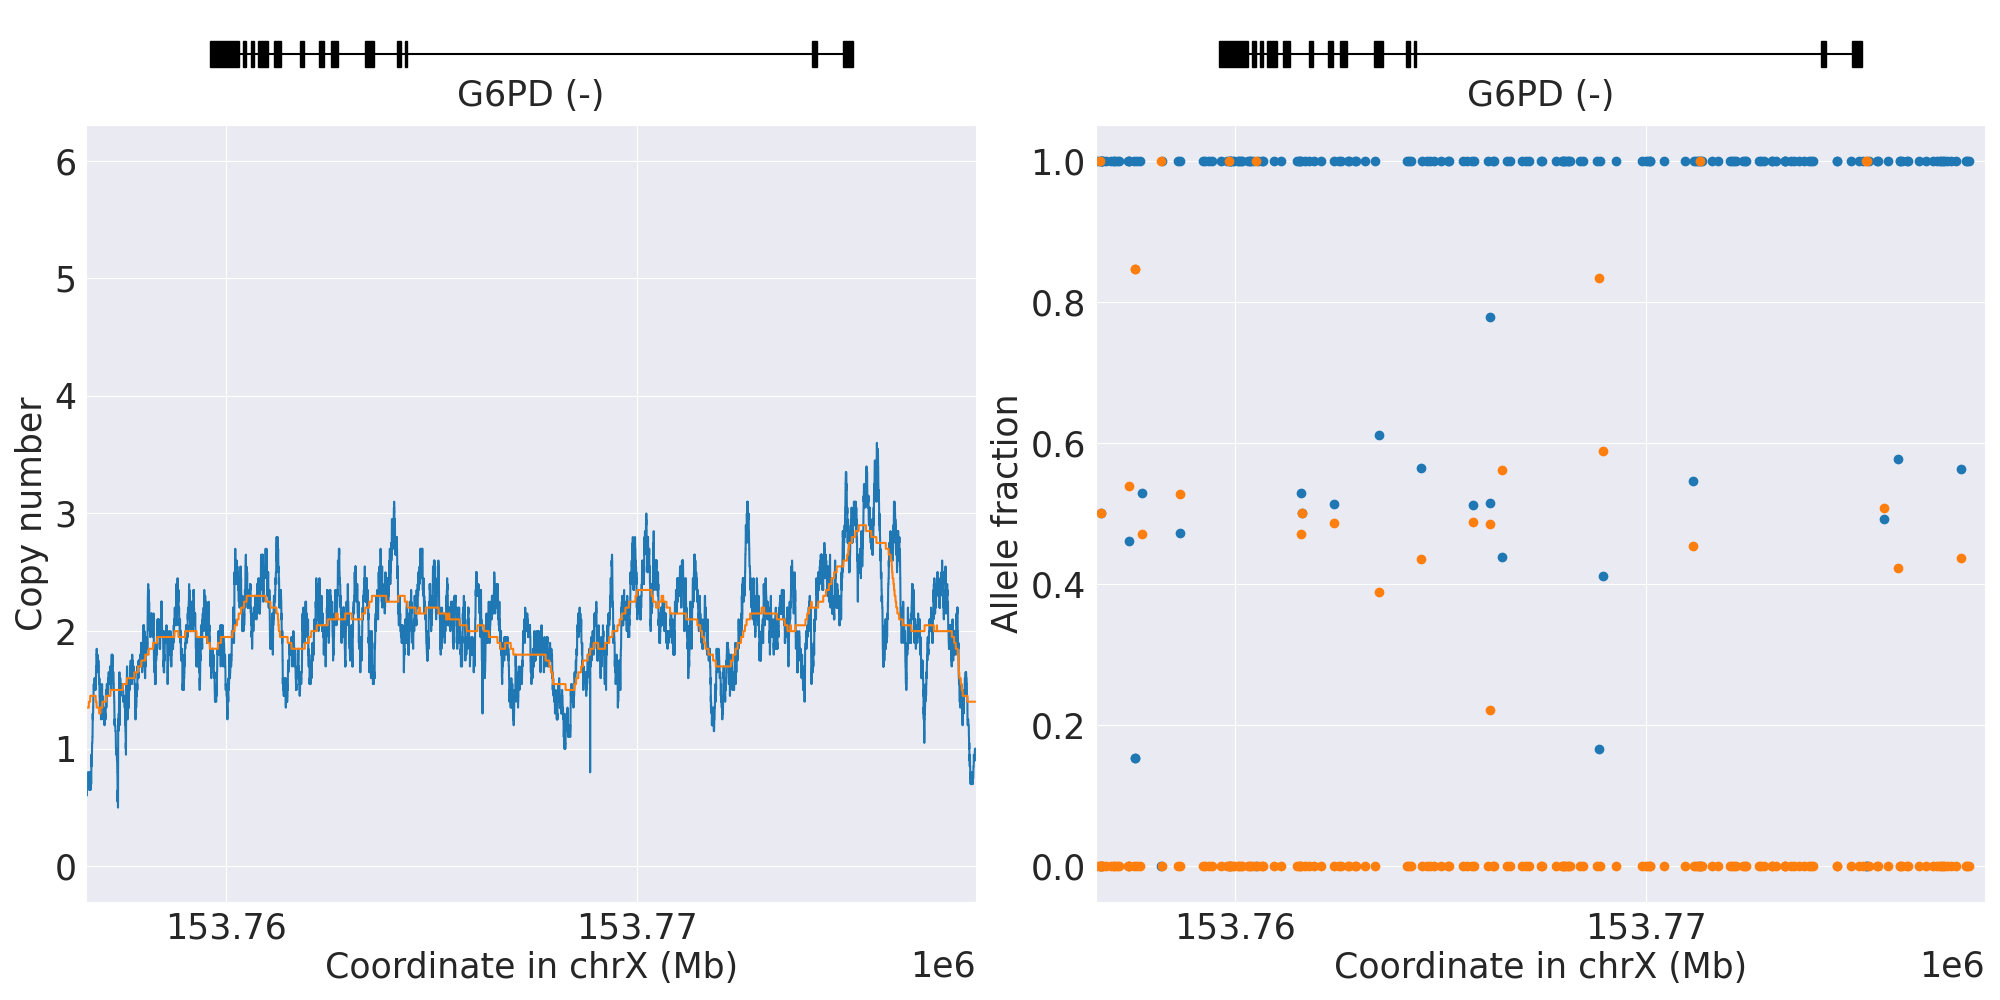 G6PD (-)
6
5
4
3
2
1
0
Copy number
153.76
153.77
Coordinate in chrX (Mb)
1e6
G6PD (-)
1.0
0.8
0.6
0.4
0.2
0.0
Allele fraction
153.76
153.77
Coordinate in chrX (Mb)
1e6